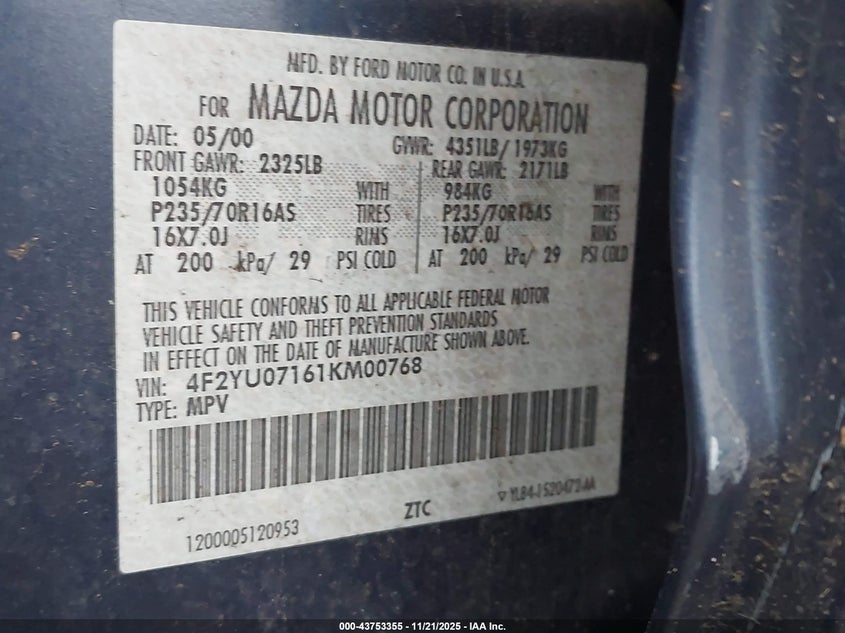 MFD. BY FORD MOTOR CO. IN U.S.A.
FOR MAZDA MOTOR CORPORATION
DATE: 05/00 GVWR: 4351LB/1973KG
FRONT GAWR: 2325LB REAR GAWR: 2171LB
1054KG WITH 984KG WITH
P235/70R16AS TIRES P235/70R16AS TIRES
16X7.0J RIMS 16X7.0J RIMS
AT 200 kPa/ 29 PSI COLD AT 200 kPa/ 29 PSI COLD
THIS VEHICLE CONFORMS TO ALL APPLICABLE FEDERAL MOTOR
VEHICLE SAFETY AND THEFT PREVENTION STANDARDS
IN EFFECT ON THE DATE OF MANUFACTURE SHOWN ABOVE.
VIN: 4F2YU07161KM00768
TYPE: MPV
1200005120953 ZTC
000-43753355 - 11/21/2025 - IAA Inc.